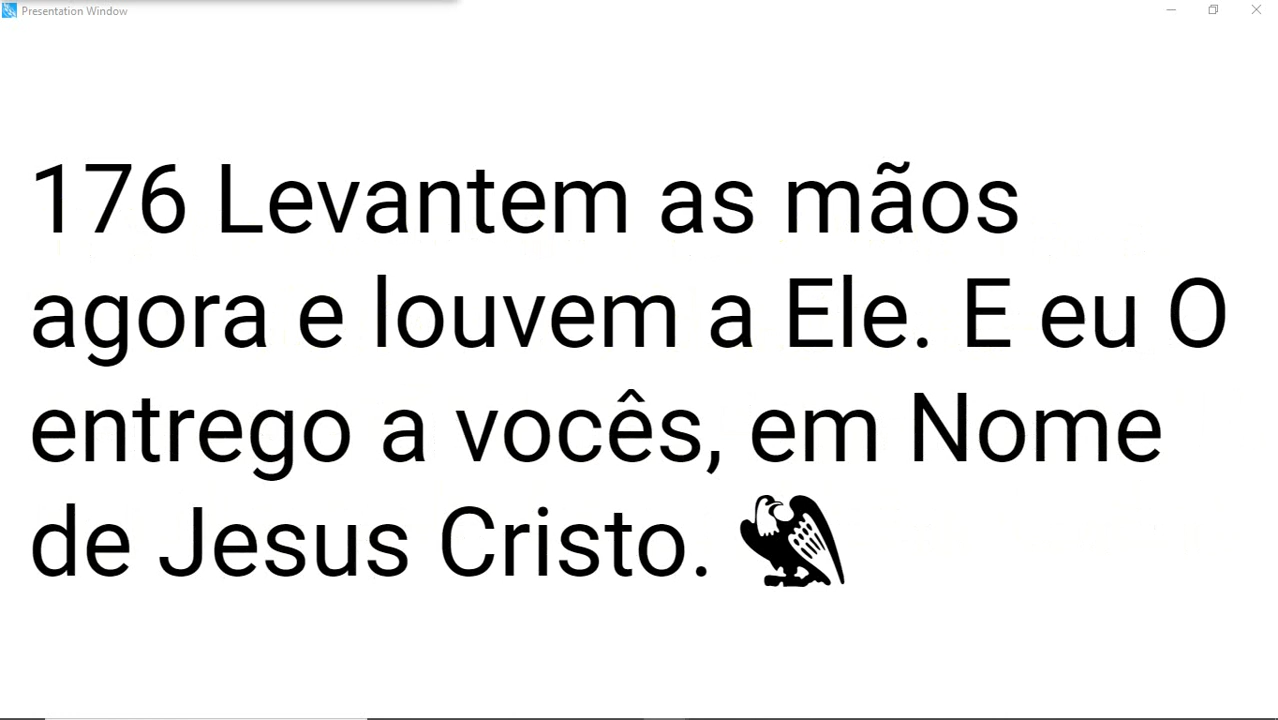 Presentation Window
176 Levantem as mãos
agora e louvem a Ele. E eu O
entrego a vocês, em Nome
de Jesus Cristo.